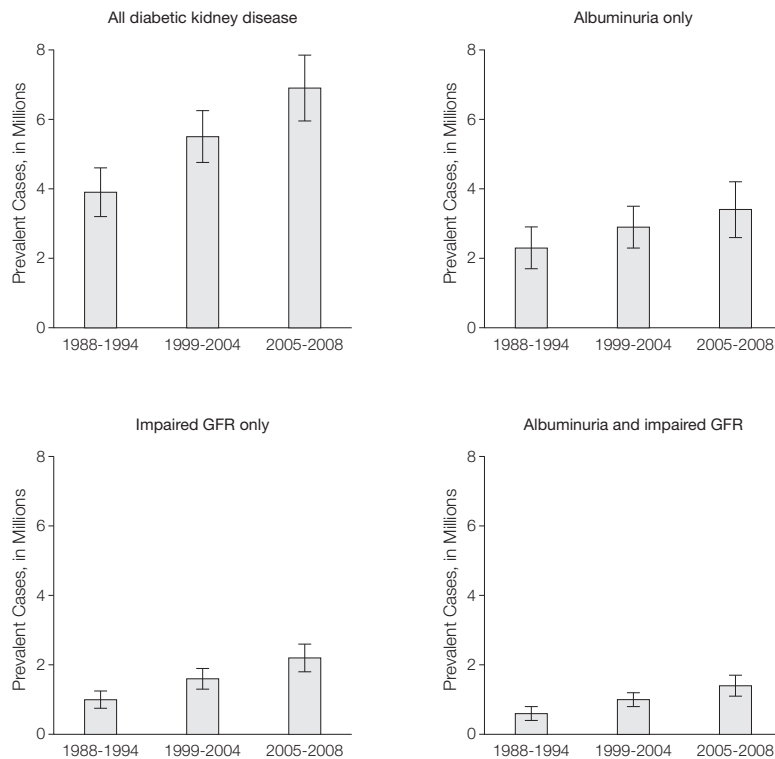 All diabetic kidney disease
Prevalent Cases, in Millions
8
6
4
2
0
1988-1994 1999-2004 2005-2008
Albuminuria only
Prevalent Cases, in Millions
8
6
4
2
0
1988-1994 1999-2004 2005-2008
Impaired GFR only
Prevalent Cases, in Millions
8
6
4
2
0
1988-1994 1999-2004 2005-2008
Albuminuria and impaired GFR
Prevalent Cases, in Millions
8
6
4
2
0
1988-1994 1999-2004 2005-2008